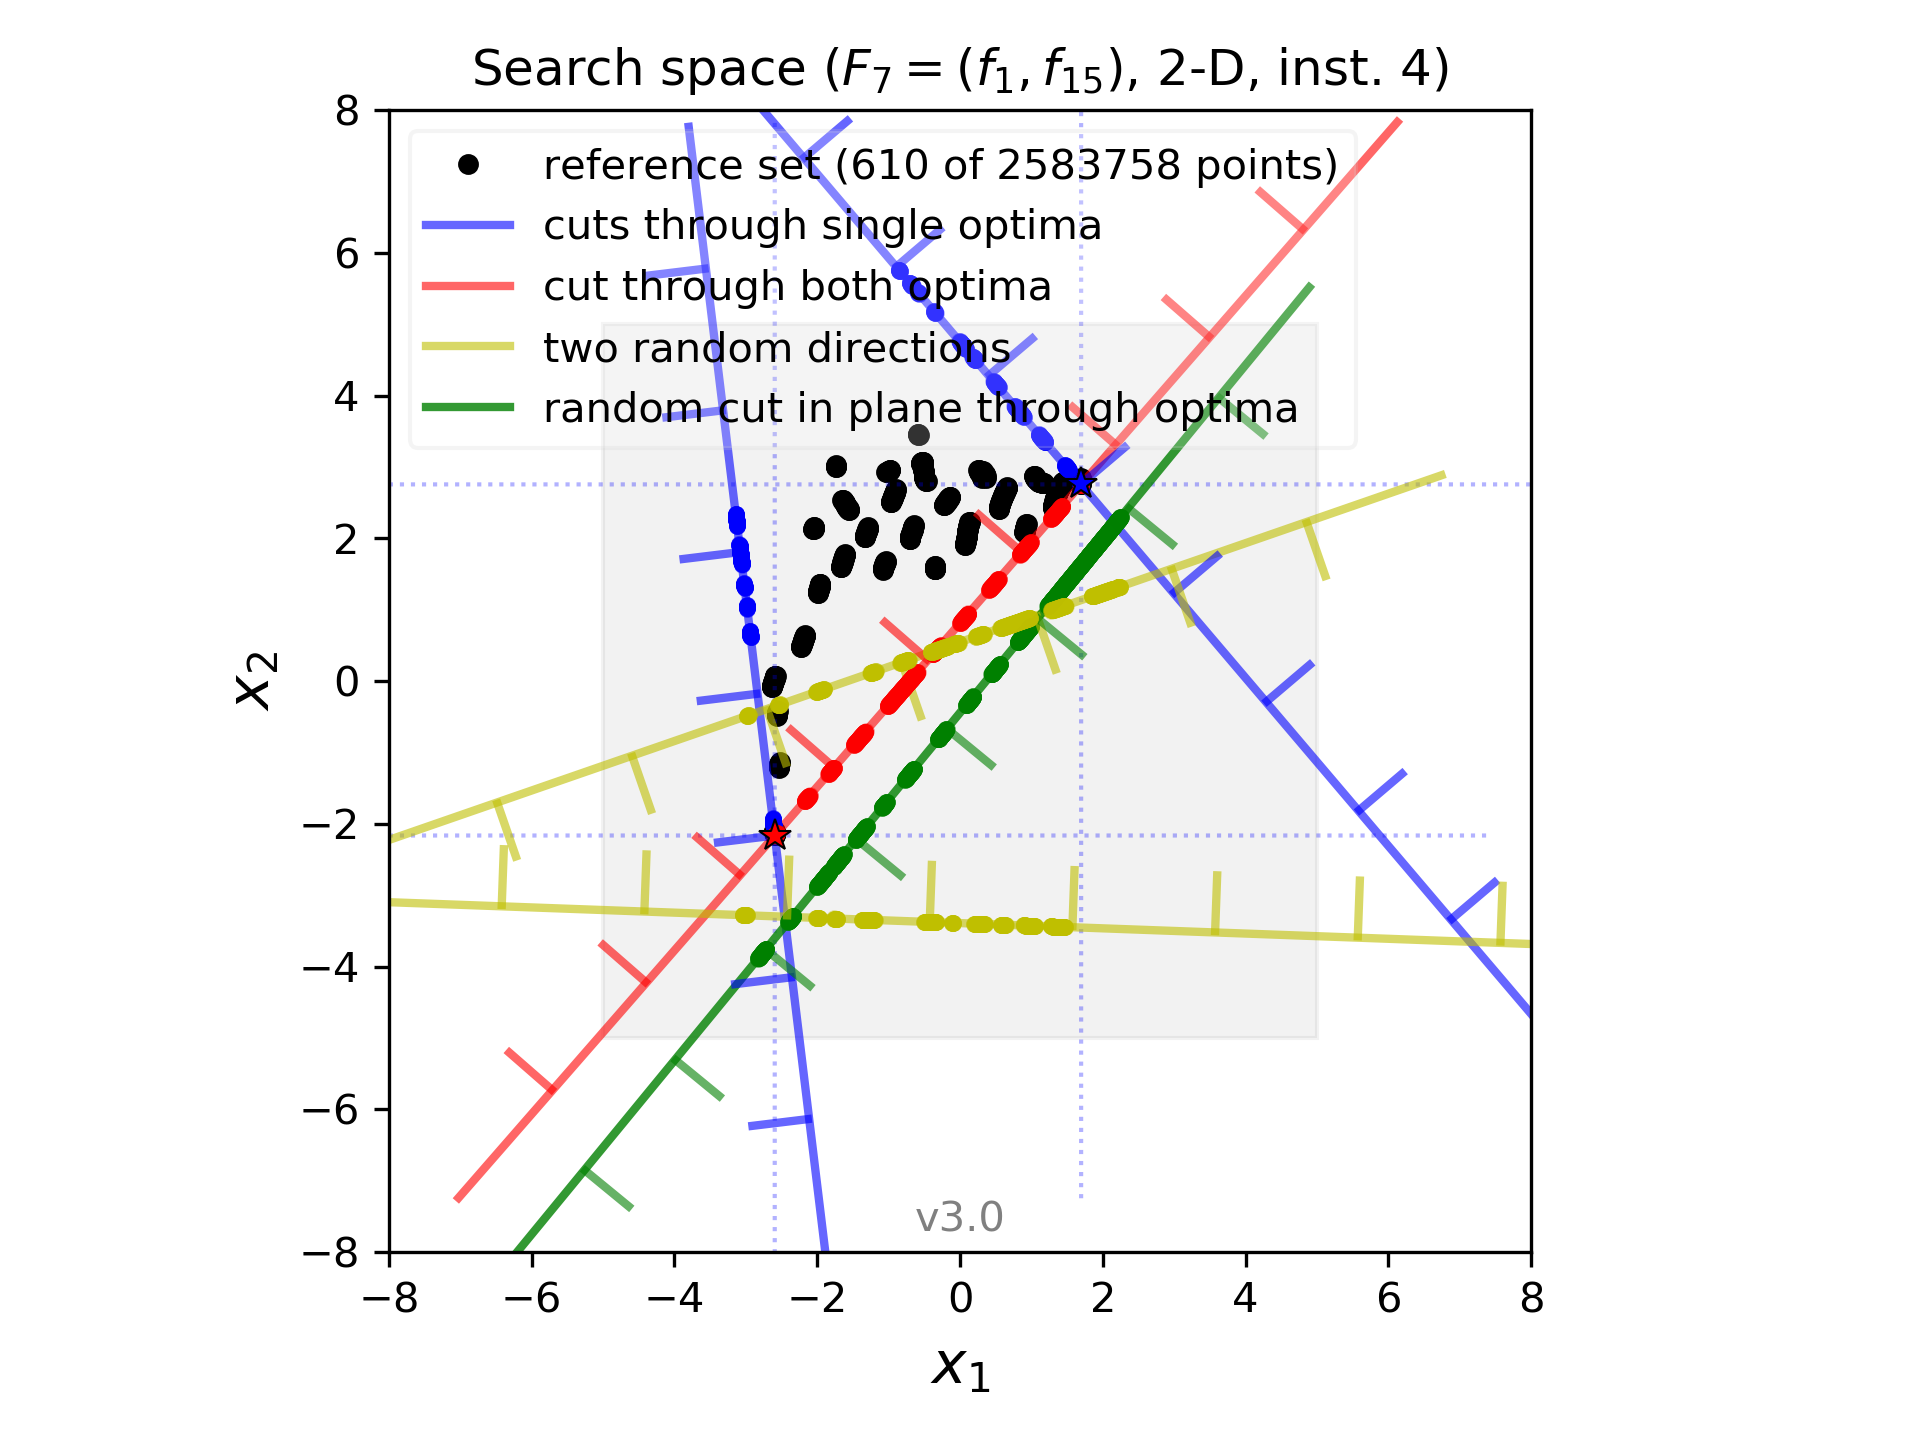 Search space (F₇ = (f₁, f₁₅), 2-D, inst. 4)
reference set (610 of 2583758 points)
cuts through single optima
cut through both optima
two random directions
random cut in plane through optima
8
6
4
2
0
−2
−4
−6
−8
x₂
v3.0
−8 −6 −4 −2 0 2 4 6 8
x₁